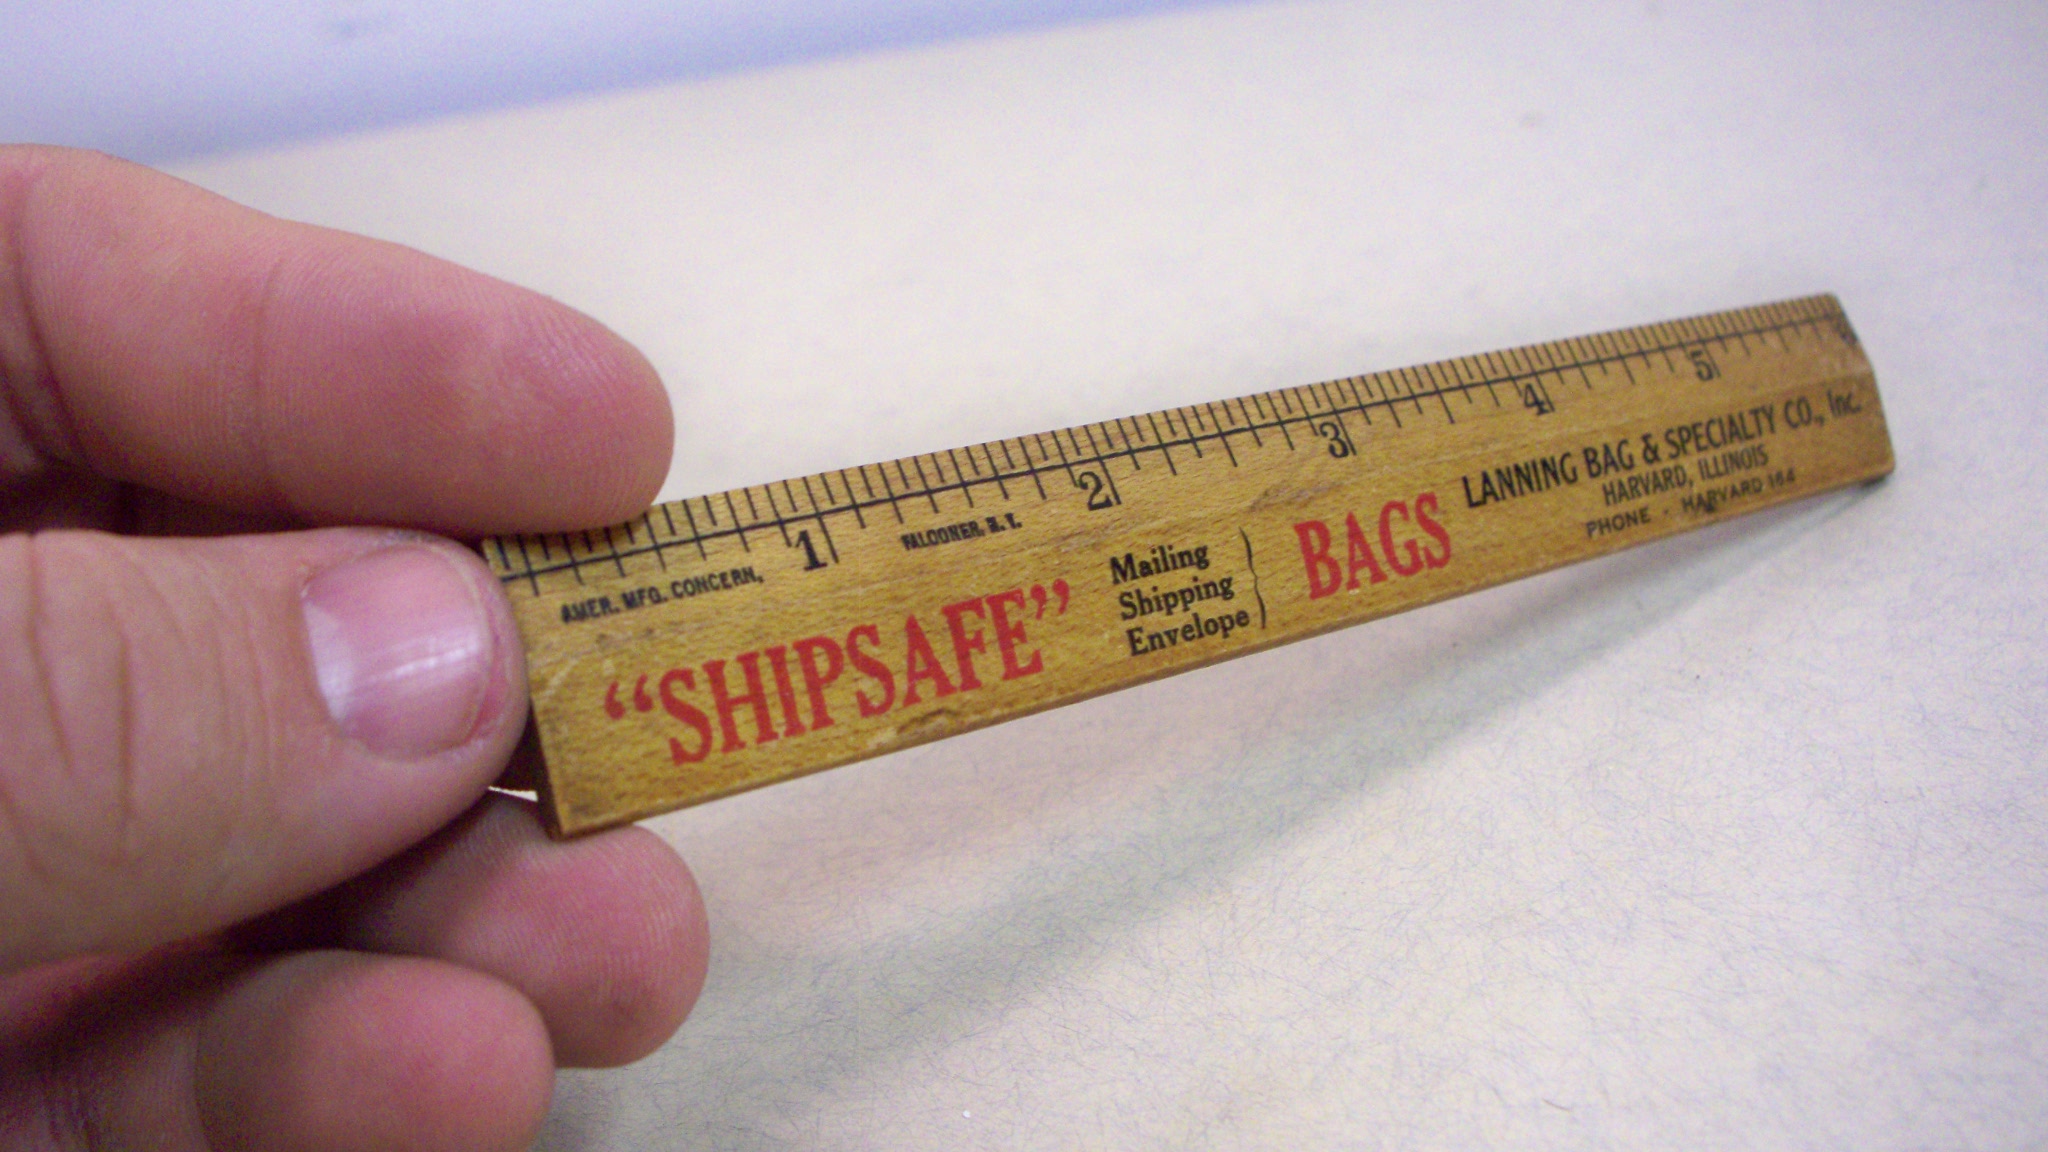 1 2 3 4 5
AMER. MFG. CONCERN, FALCONER, N.Y.
"SHIPSAFE"
Mailing
Shipping
Envelope
BAGS
LANNING BAG & SPECIALTY CO., Inc.
HARVARD, ILLINOIS
PHONE - HARVARD 164